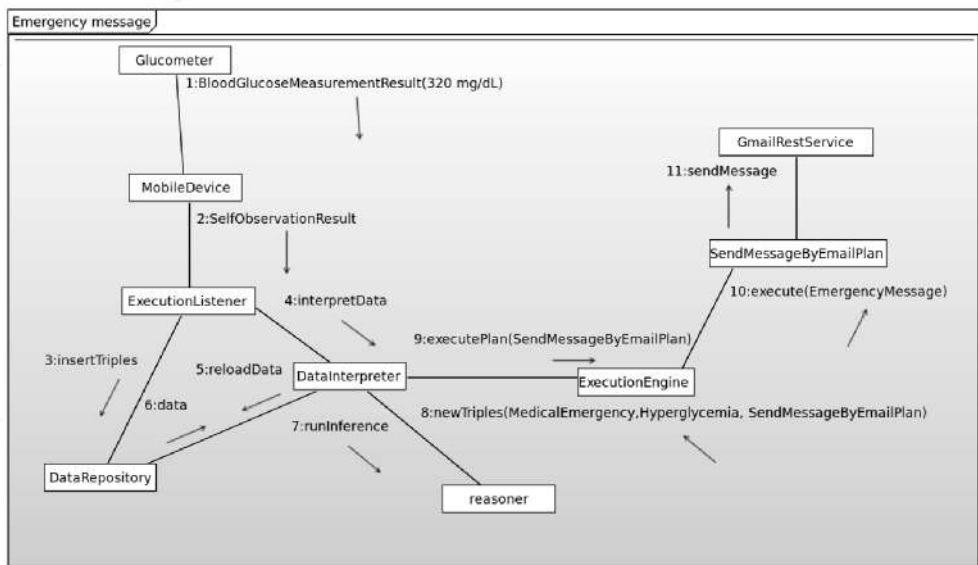 Emergency message
Glucometer
1:BloodGlucoseMeasurementResult(320 mg/dL)
GmailRestService
11:sendMessage
MobileDevice
2:SelfObservationResult
SendMessageByEmailPlan
10:execute(EmergencyMessage)
ExecutionListener
4:interpretData
9:executePlan(SendMessageByEmailPlan)
3:insertTriples
5:reloadData
DataInterpreter
ExecutionEngine
6:data
8:newTriples(MedicalEmergency,Hyperglycemia, SendMessageByEmailPlan)
7:runInference
DataRepository
reasoner